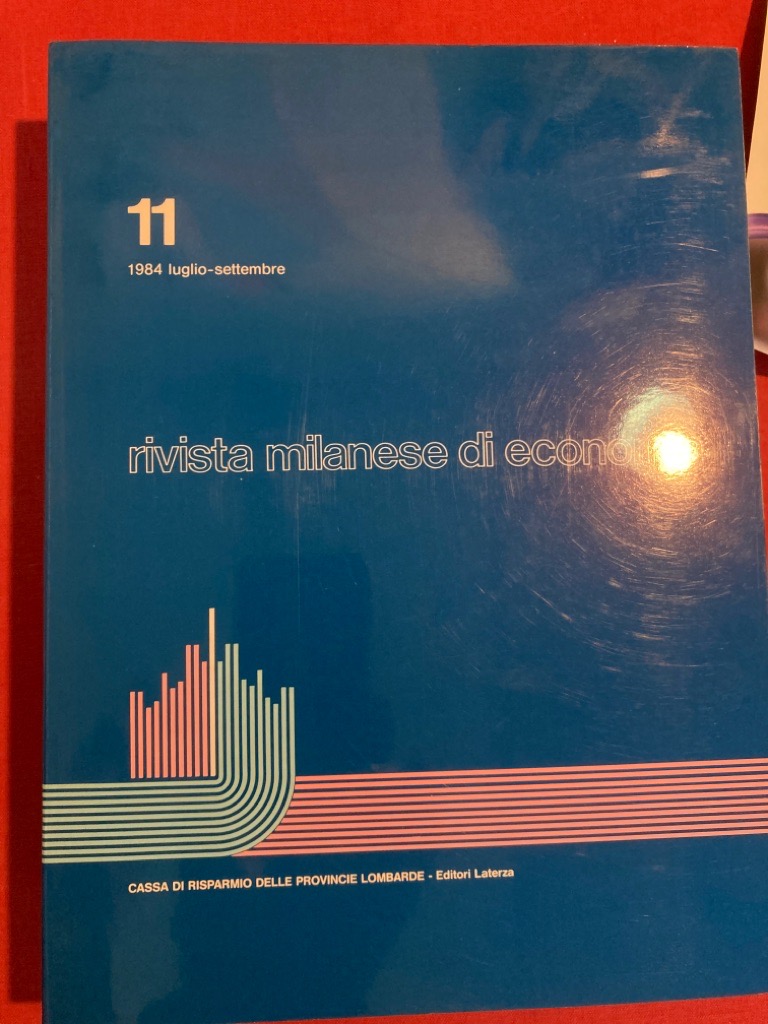 11
1984 luglio-settembre
rivista milanese di
CASSA DI RISPARMIO DELLE PROVINCIE LOMBARDE - Editori Laterza